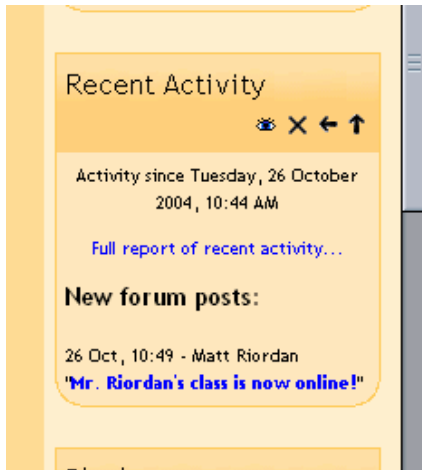 Recent Activity
Activity since Tuesday, 26 October
2004, 10:44 AM
Full report of recent activity...
New forum posts:
26 Oct, 10:49 - Matt Riordan
"Mr. Riordan's class is now online!"